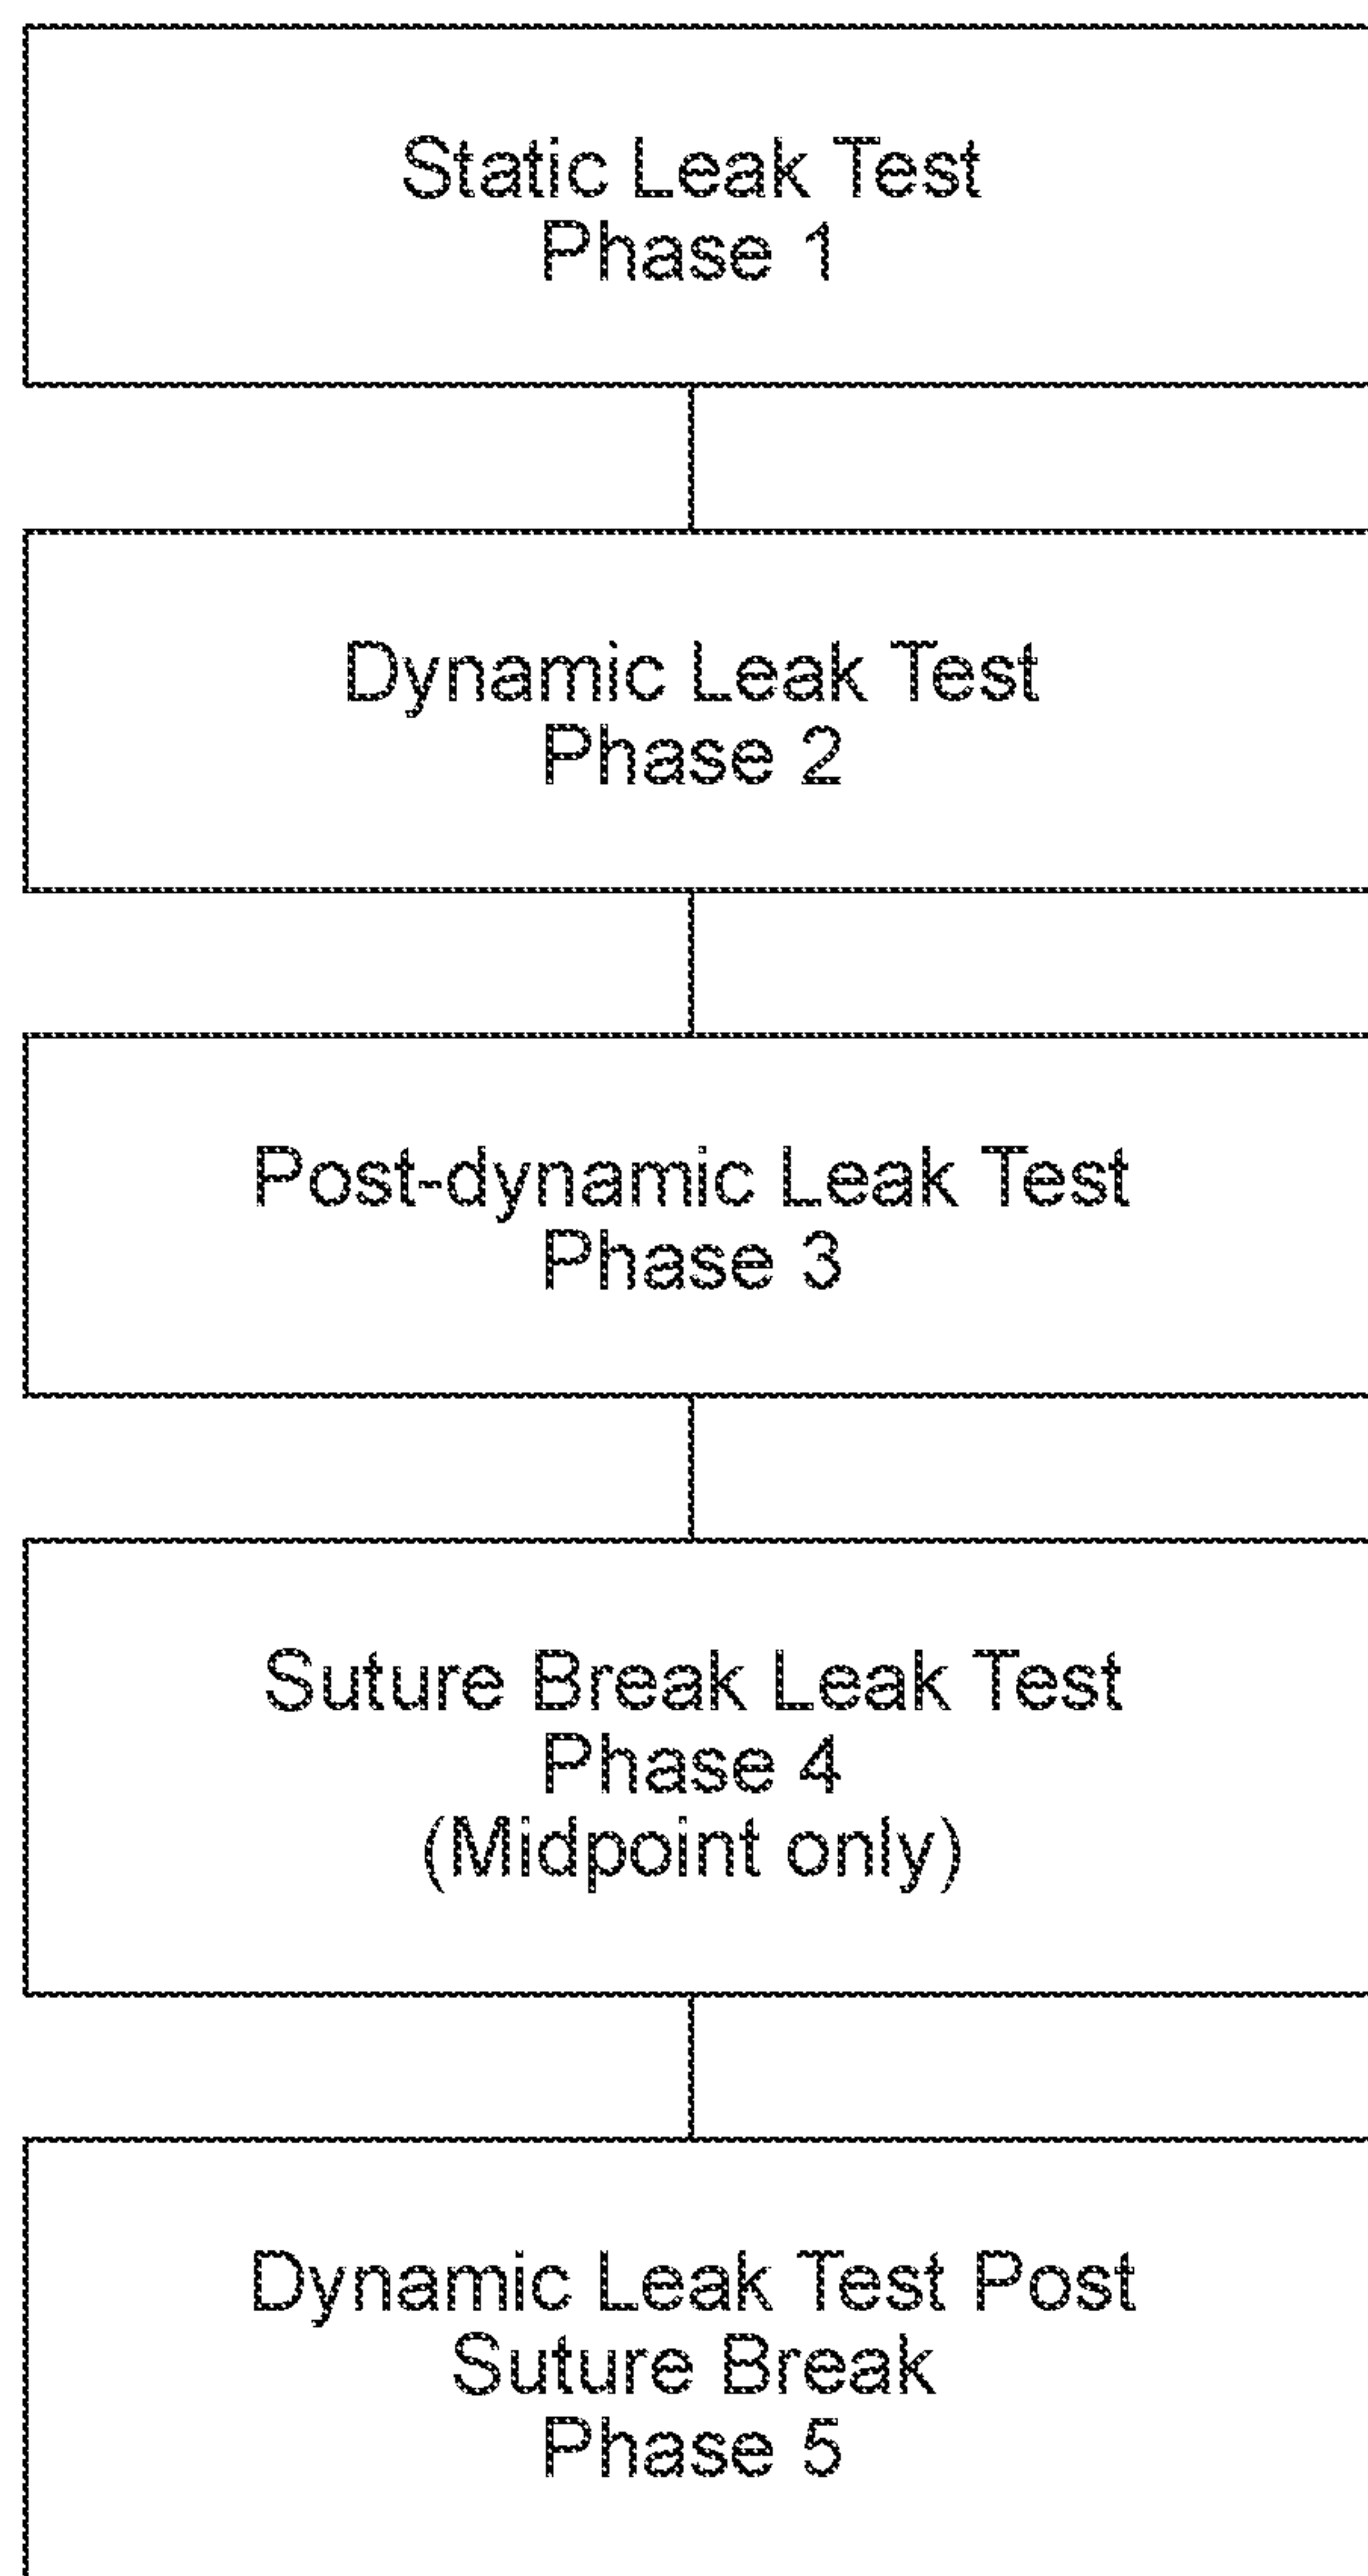 Static Leak Test
Phase 1
Dynamic Leak Test
Phase 2
Post-dynamic Leak Test
Phase 3
Suture Break Leak Test
Phase 4
(Midpoint only)
Dynamic Leak Test Post
Suture Break
Phase 5